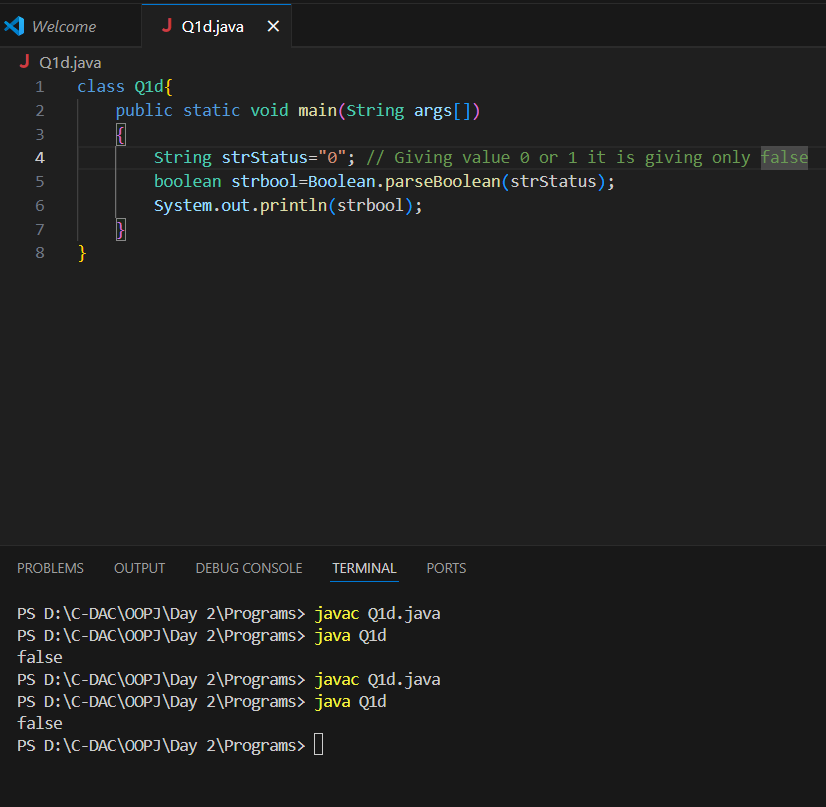 Welcome
J Q1d.java
J Q1d.java
1 class Q1d{
2 public static void main(String args[])
3 {
4 String strStatus="0"; // Giving value 0 or 1 it is giving only false
5 boolean strbool=Boolean.parseBoolean(strStatus);
6 System.out.println(strbool);
7 }
8 }
PROBLEMS OUTPUT DEBUG CONSOLE TERMINAL PORTS
PS D:\C-DAC\OOPJ\Day 2\Programs> javac Q1d.java
PS D:\C-DAC\OOPJ\Day 2\Programs> java Q1d
false
PS D:\C-DAC\OOPJ\Day 2\Programs> javac Q1d.java
PS D:\C-DAC\OOPJ\Day 2\Programs> java Q1d
false
PS D:\C-DAC\OOPJ\Day 2\Programs>